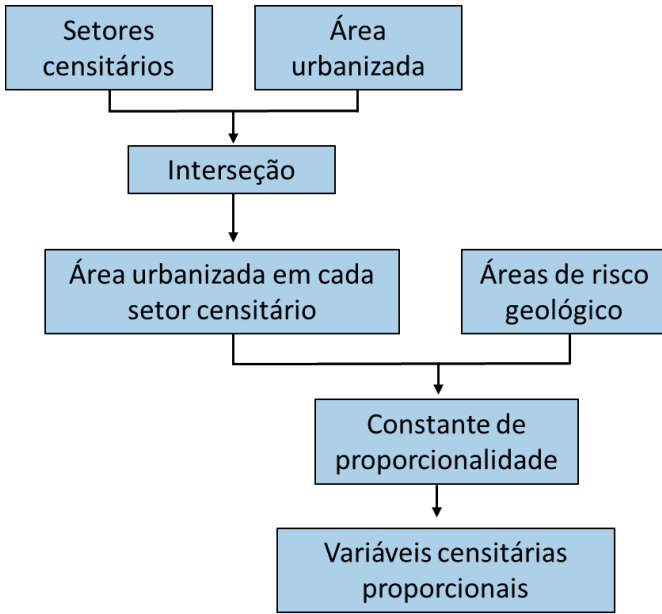 Setores
censitários
Área
urbanizada
Interseção
Área urbanizada em cada
setor censitário
Áreas de risco
geológico
Constante de
proporcionalidade
Variáveis censitárias
proporcionais